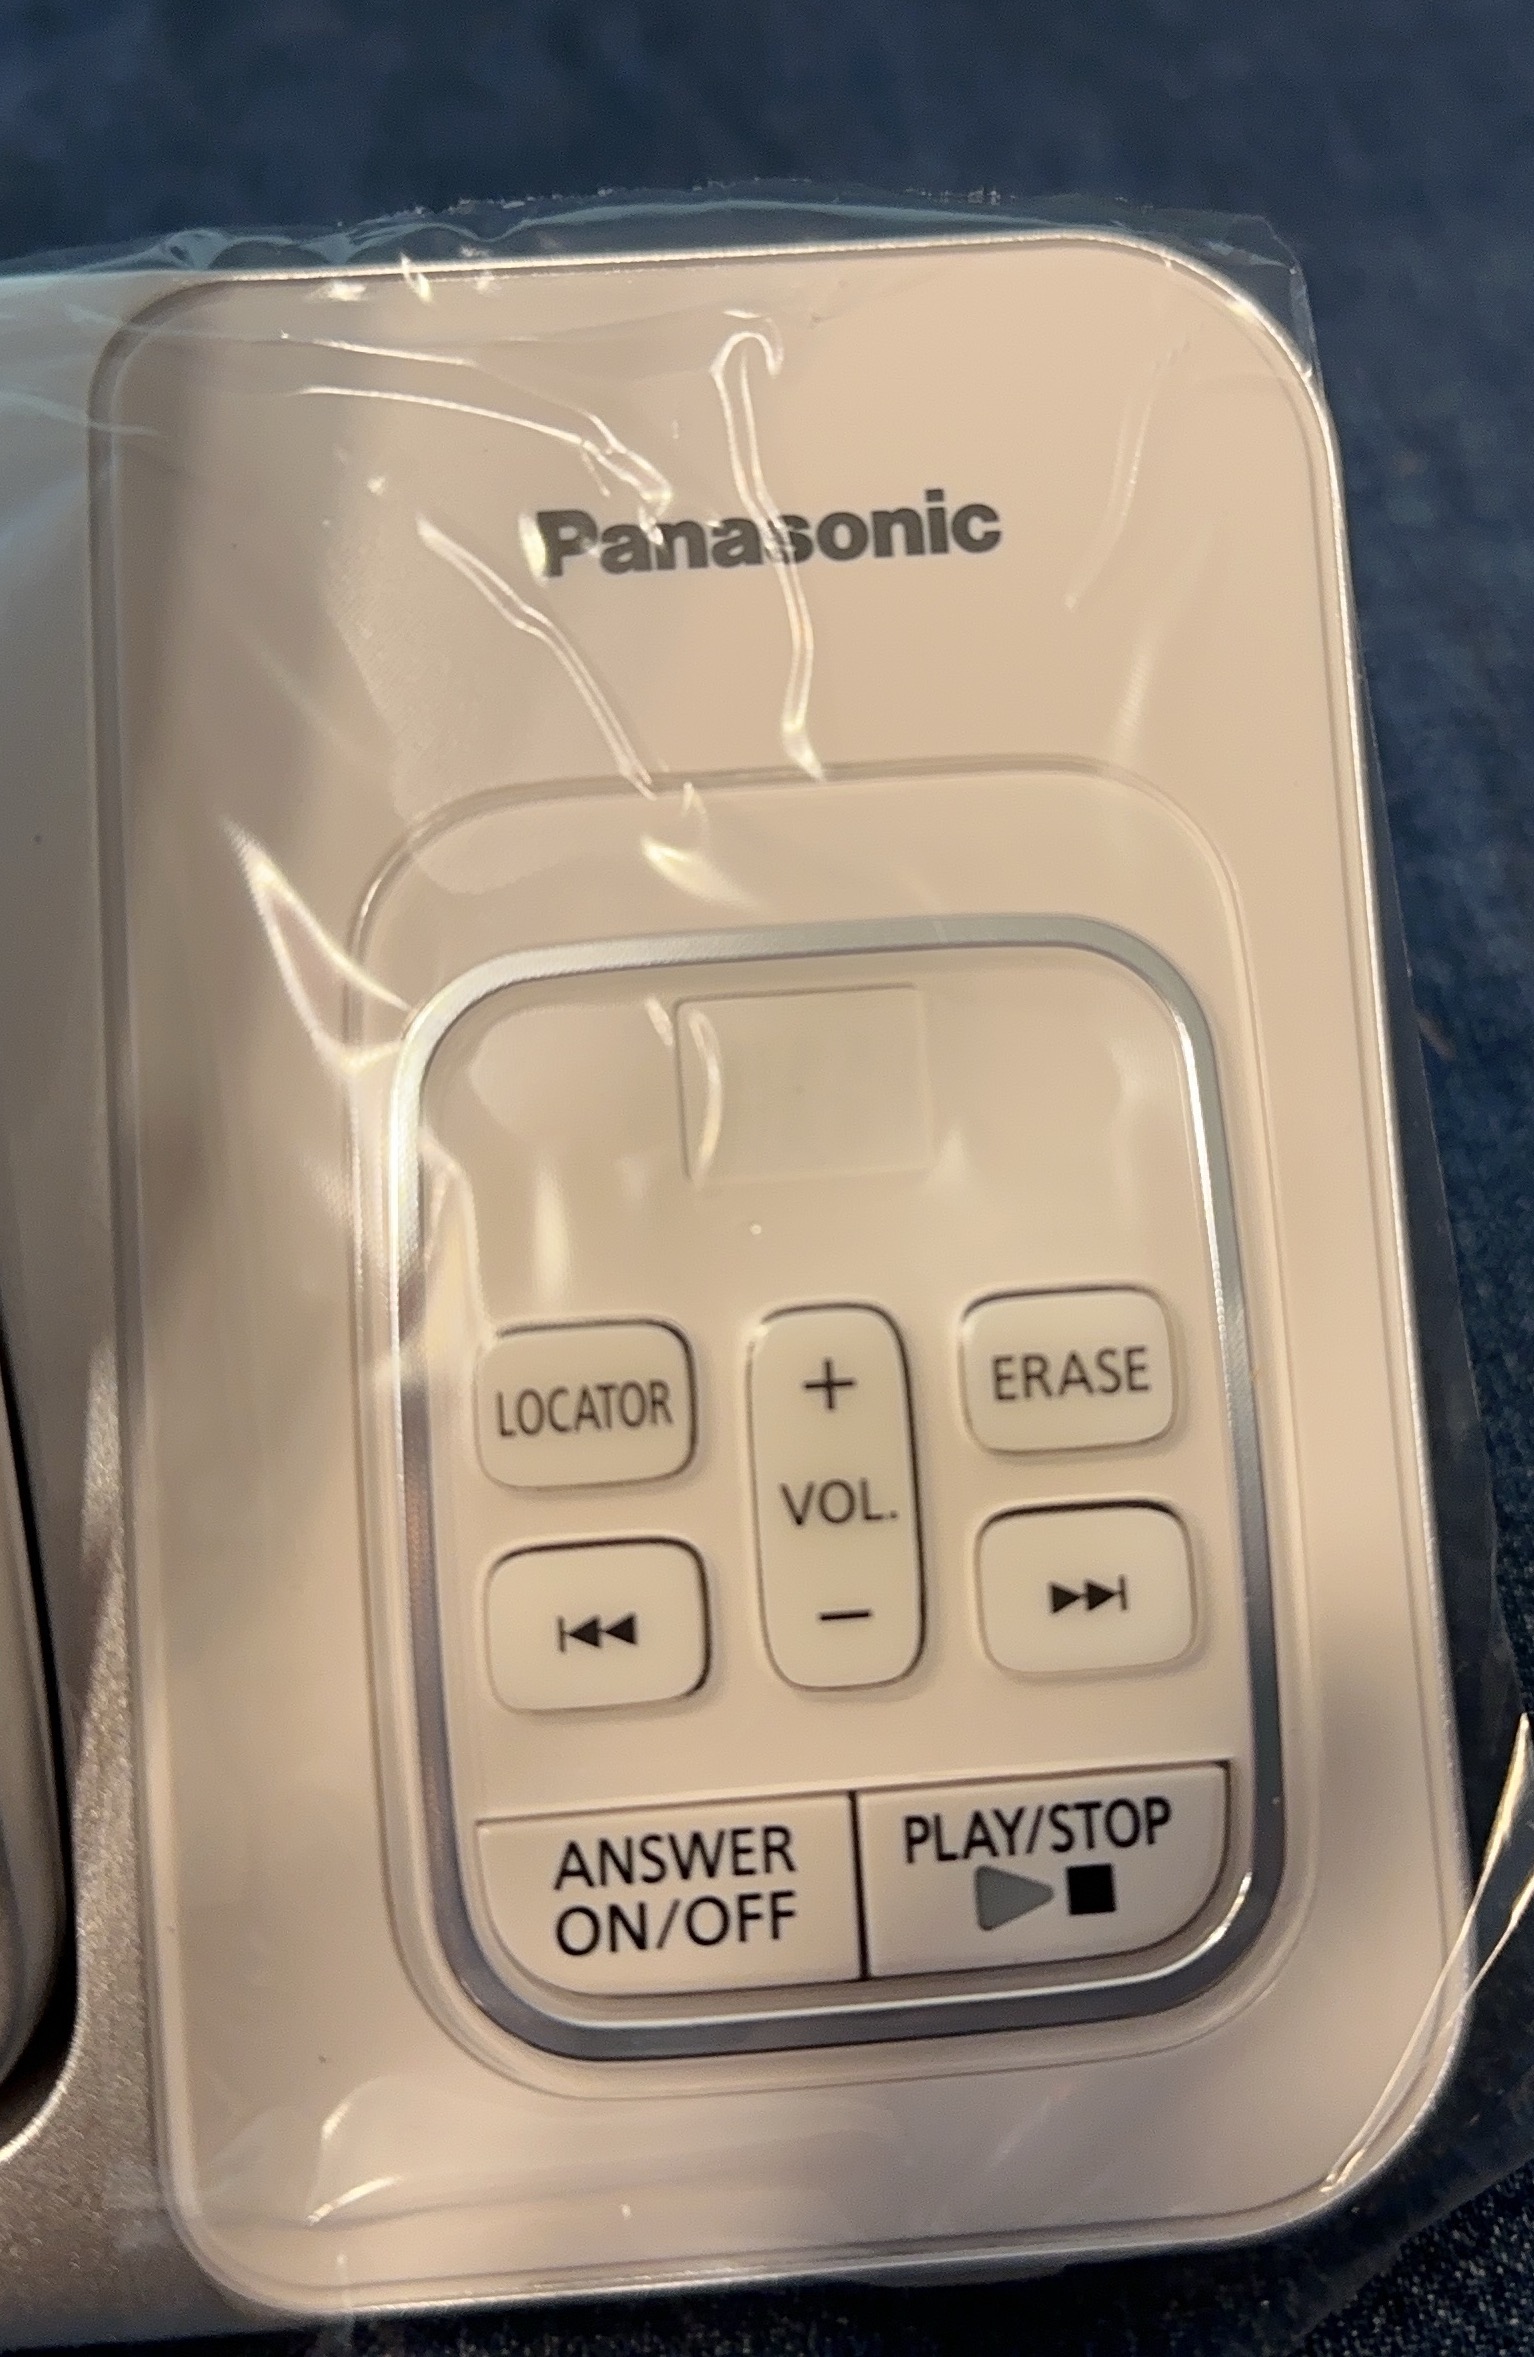 Panasonic
LOCATOR
+
VOL.
−
ERASE
ANSWER
ON/OFF
PLAY/STOP